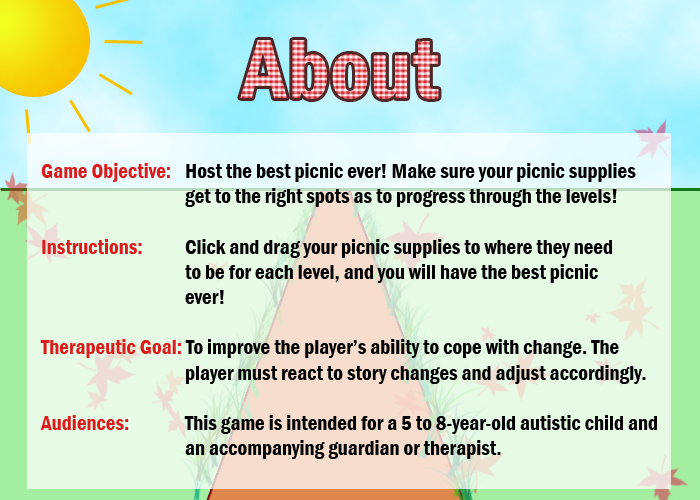 About
Game Objective: Host the best picnic ever! Make sure your picnic supplies
get to the right spots as to progress through the levels!
Instructions: Click and drag your picnic supplies to where they need
to be for each level, and you will have the best picnic
ever!
Therapeutic Goal: To improve the player's ability to cope with change. The
player must react to story changes and adjust accordingly.
Audiences: This game is intended for a 5 to 8-year-old autistic child and
an accompanying guardian or therapist.